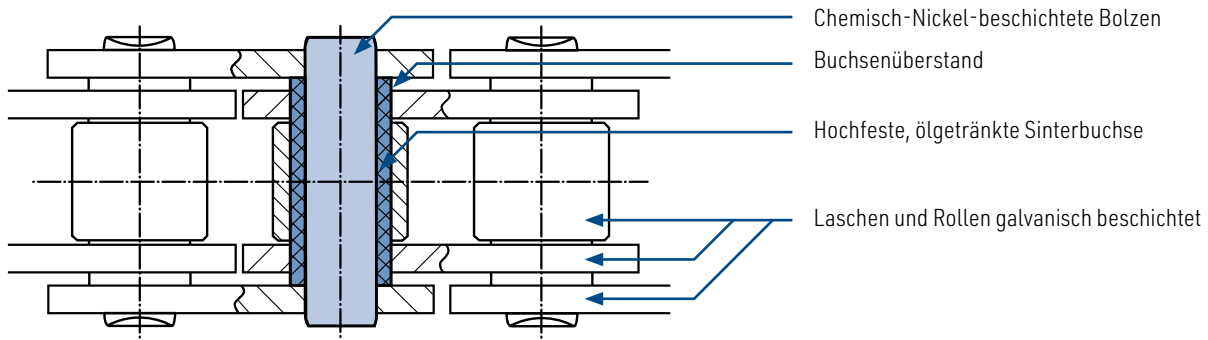 Chemisch-Nickel-beschichtete Bolzen
Buchsenüberstand
Hochfeste, ölgetränkte Sinterbuchse
Laschen und Rollen galvanisch beschichtet